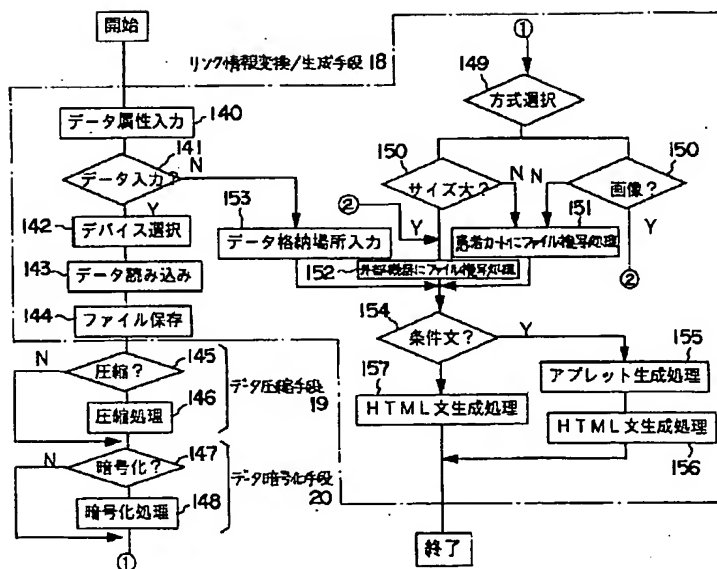 開始
リンク情報変換/生成手段 18
データ属性入力
140
141
データ入力?
N
Y
142
デバイス選択
143
データ読み込み
144
ファイル保存
145
N
圧縮?
146
圧縮処理
データ圧縮手段
19
147
N
暗号化?
148
暗号化処理
データ暗号化手段
20
①
①
149
方式選択
150
サイズ大?
N
Y
150
画像?
N
Y
②
②
151
患者カードにファイル複写処理
153
データ格納場所入力
152
外部機器にファイル複写処理
154
条件文?
Y
155
アプレット生成処理
157
HTML文生成処理
HTML文生成処理
156
終了